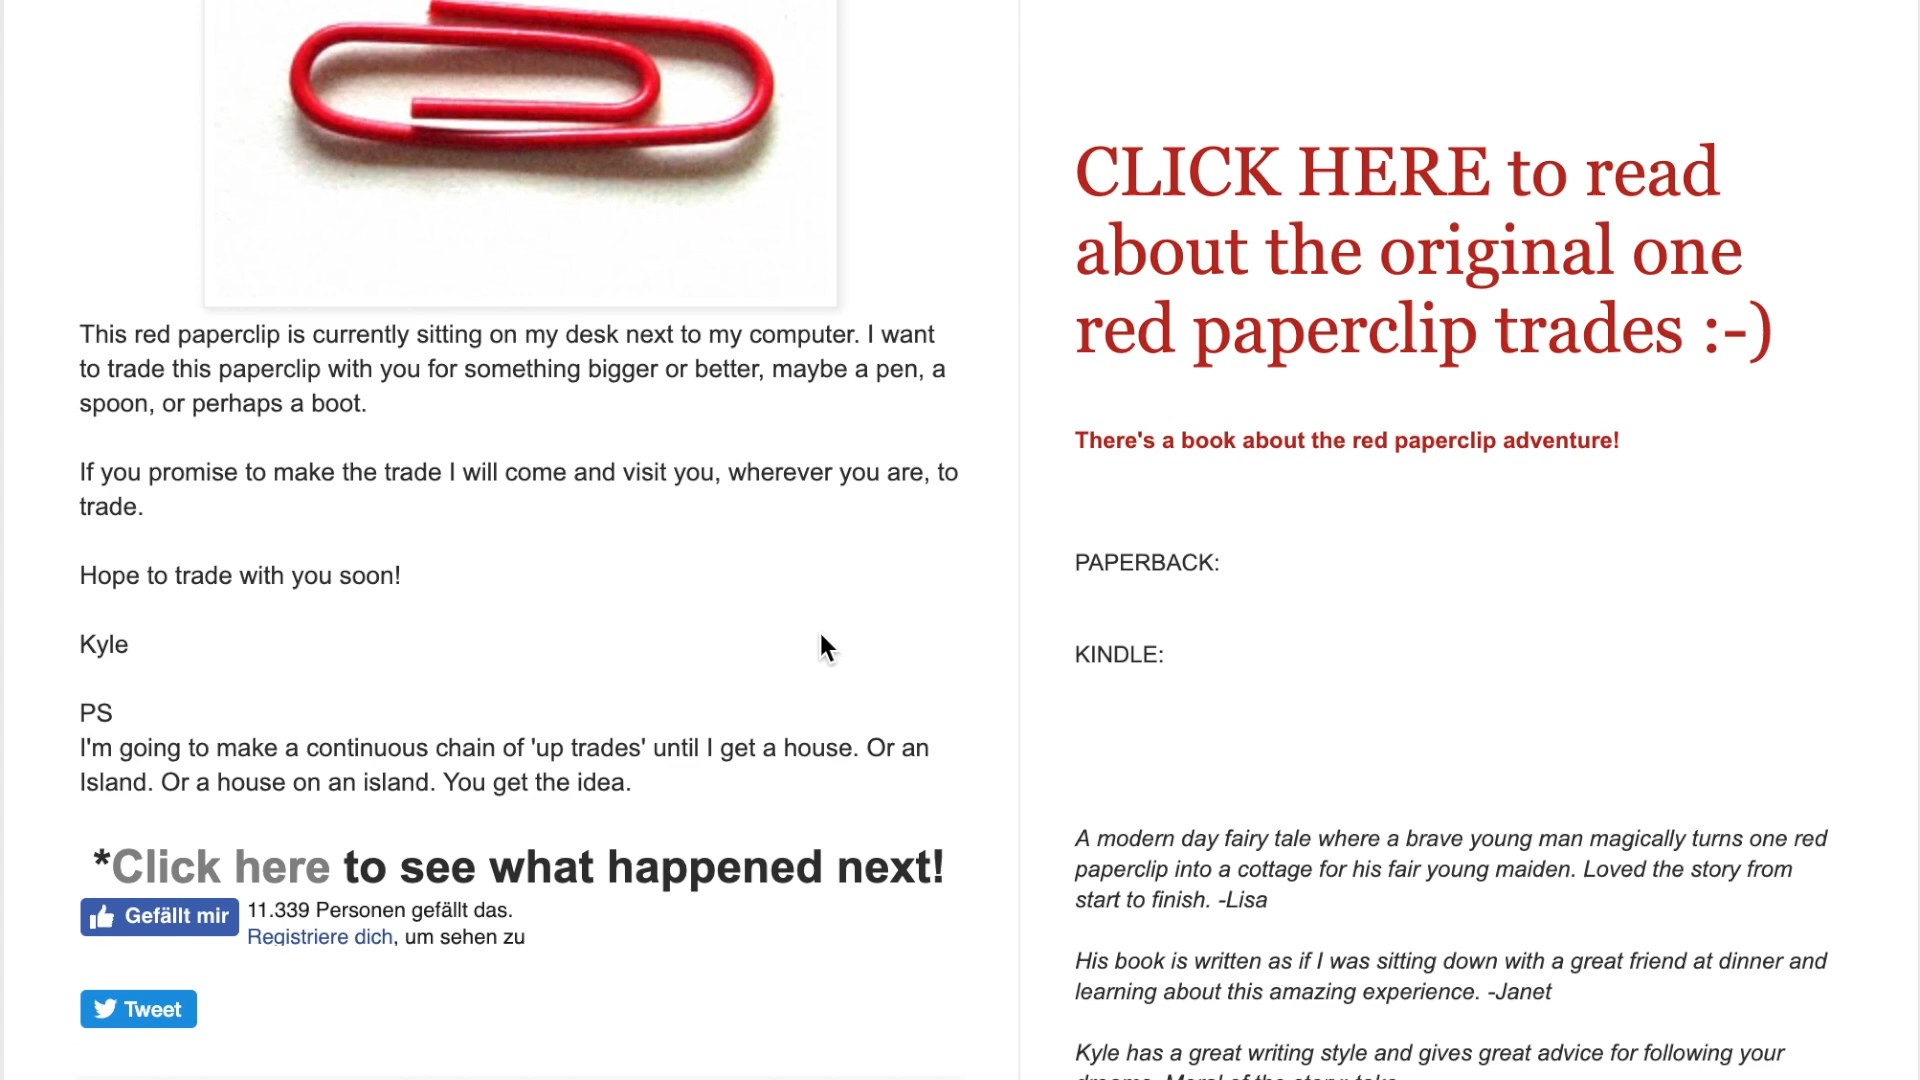 This red paperclip is currently sitting on my desk next to my computer. I want
to trade this paperclip with you for something bigger or better, maybe a pen, a
spoon, or perhaps a boot.
If you promise to make the trade I will come and visit you, wherever you are, to
trade.
Hope to trade with you soon!
Kyle
PS
I'm going to make a continuous chain of 'up trades' until I get a house. Or an
Island. Or a house on an island. You get the idea.
*Click here to see what happened next!
Gefällt mir
11.339 Personen gefällt das.
Registriere dich, um sehen zu
Tweet
CLICK HERE to read
about the original one
red paperclip trades :-)
There's a book about the red paperclip adventure!
PAPERBACK:
KINDLE:
A modern day fairy tale where a brave young man magically turns one red
paperclip into a cottage for his fair young maiden. Loved the story from
start to finish. -Lisa
His book is written as if I was sitting down with a great friend at dinner and
learning about this amazing experience. -Janet
Kyle has a great writing style and gives great advice for following your